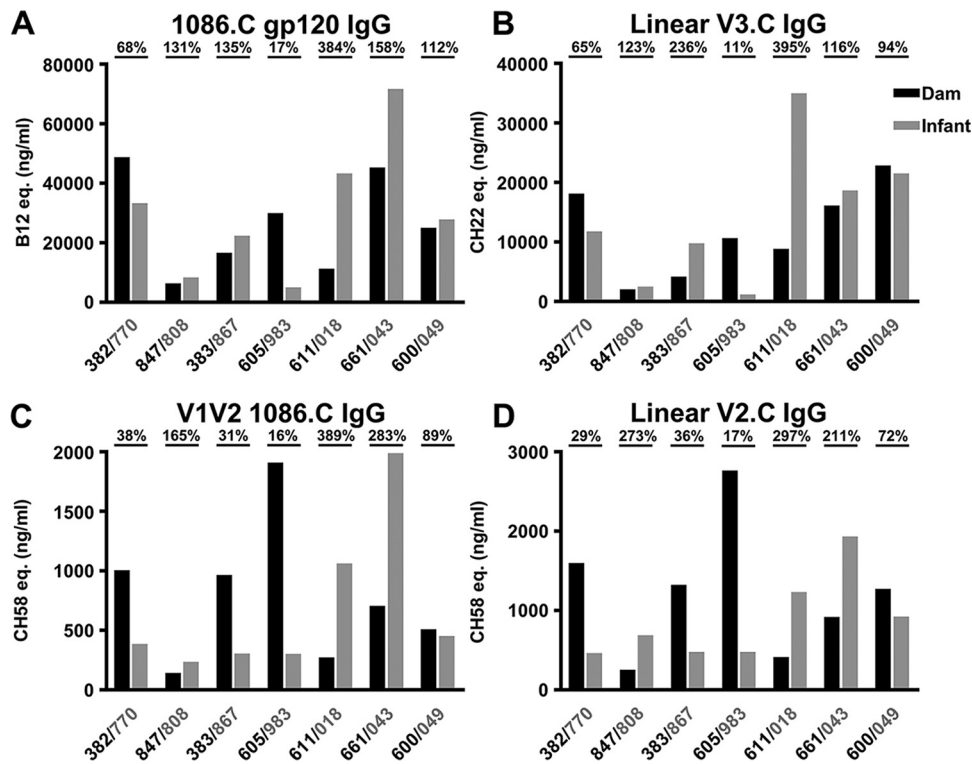 A
1086.C gp120 IgG
68% 131% 135% 17% 384% 158% 112%
80000
60000
40000
20000
0
B12 eq. (ng/ml)
382/770 847/808 383/867 605/983 611/018 661/043 600/049
B
Linear V3.C IgG
65% 123% 236% 11% 395% 116% 94%
40000
30000
20000
10000
0
CH22 eq. (ng/ml)
Dam
Infant
382/770 847/808 383/867 605/983 611/018 661/043 600/049
C
V1V2 1086.C IgG
38% 165% 31% 16% 389% 283% 89%
2000
1500
1000
500
0
CH58 eq. (ng/ml)
382/770 847/808 383/867 605/983 611/018 661/043 600/049
D
Linear V2.C IgG
29% 273% 36% 17% 297% 211% 72%
3000
2000
1000
0
CH58 eq. (ng/ml)
382/770 847/808 383/867 605/983 611/018 661/043 600/049